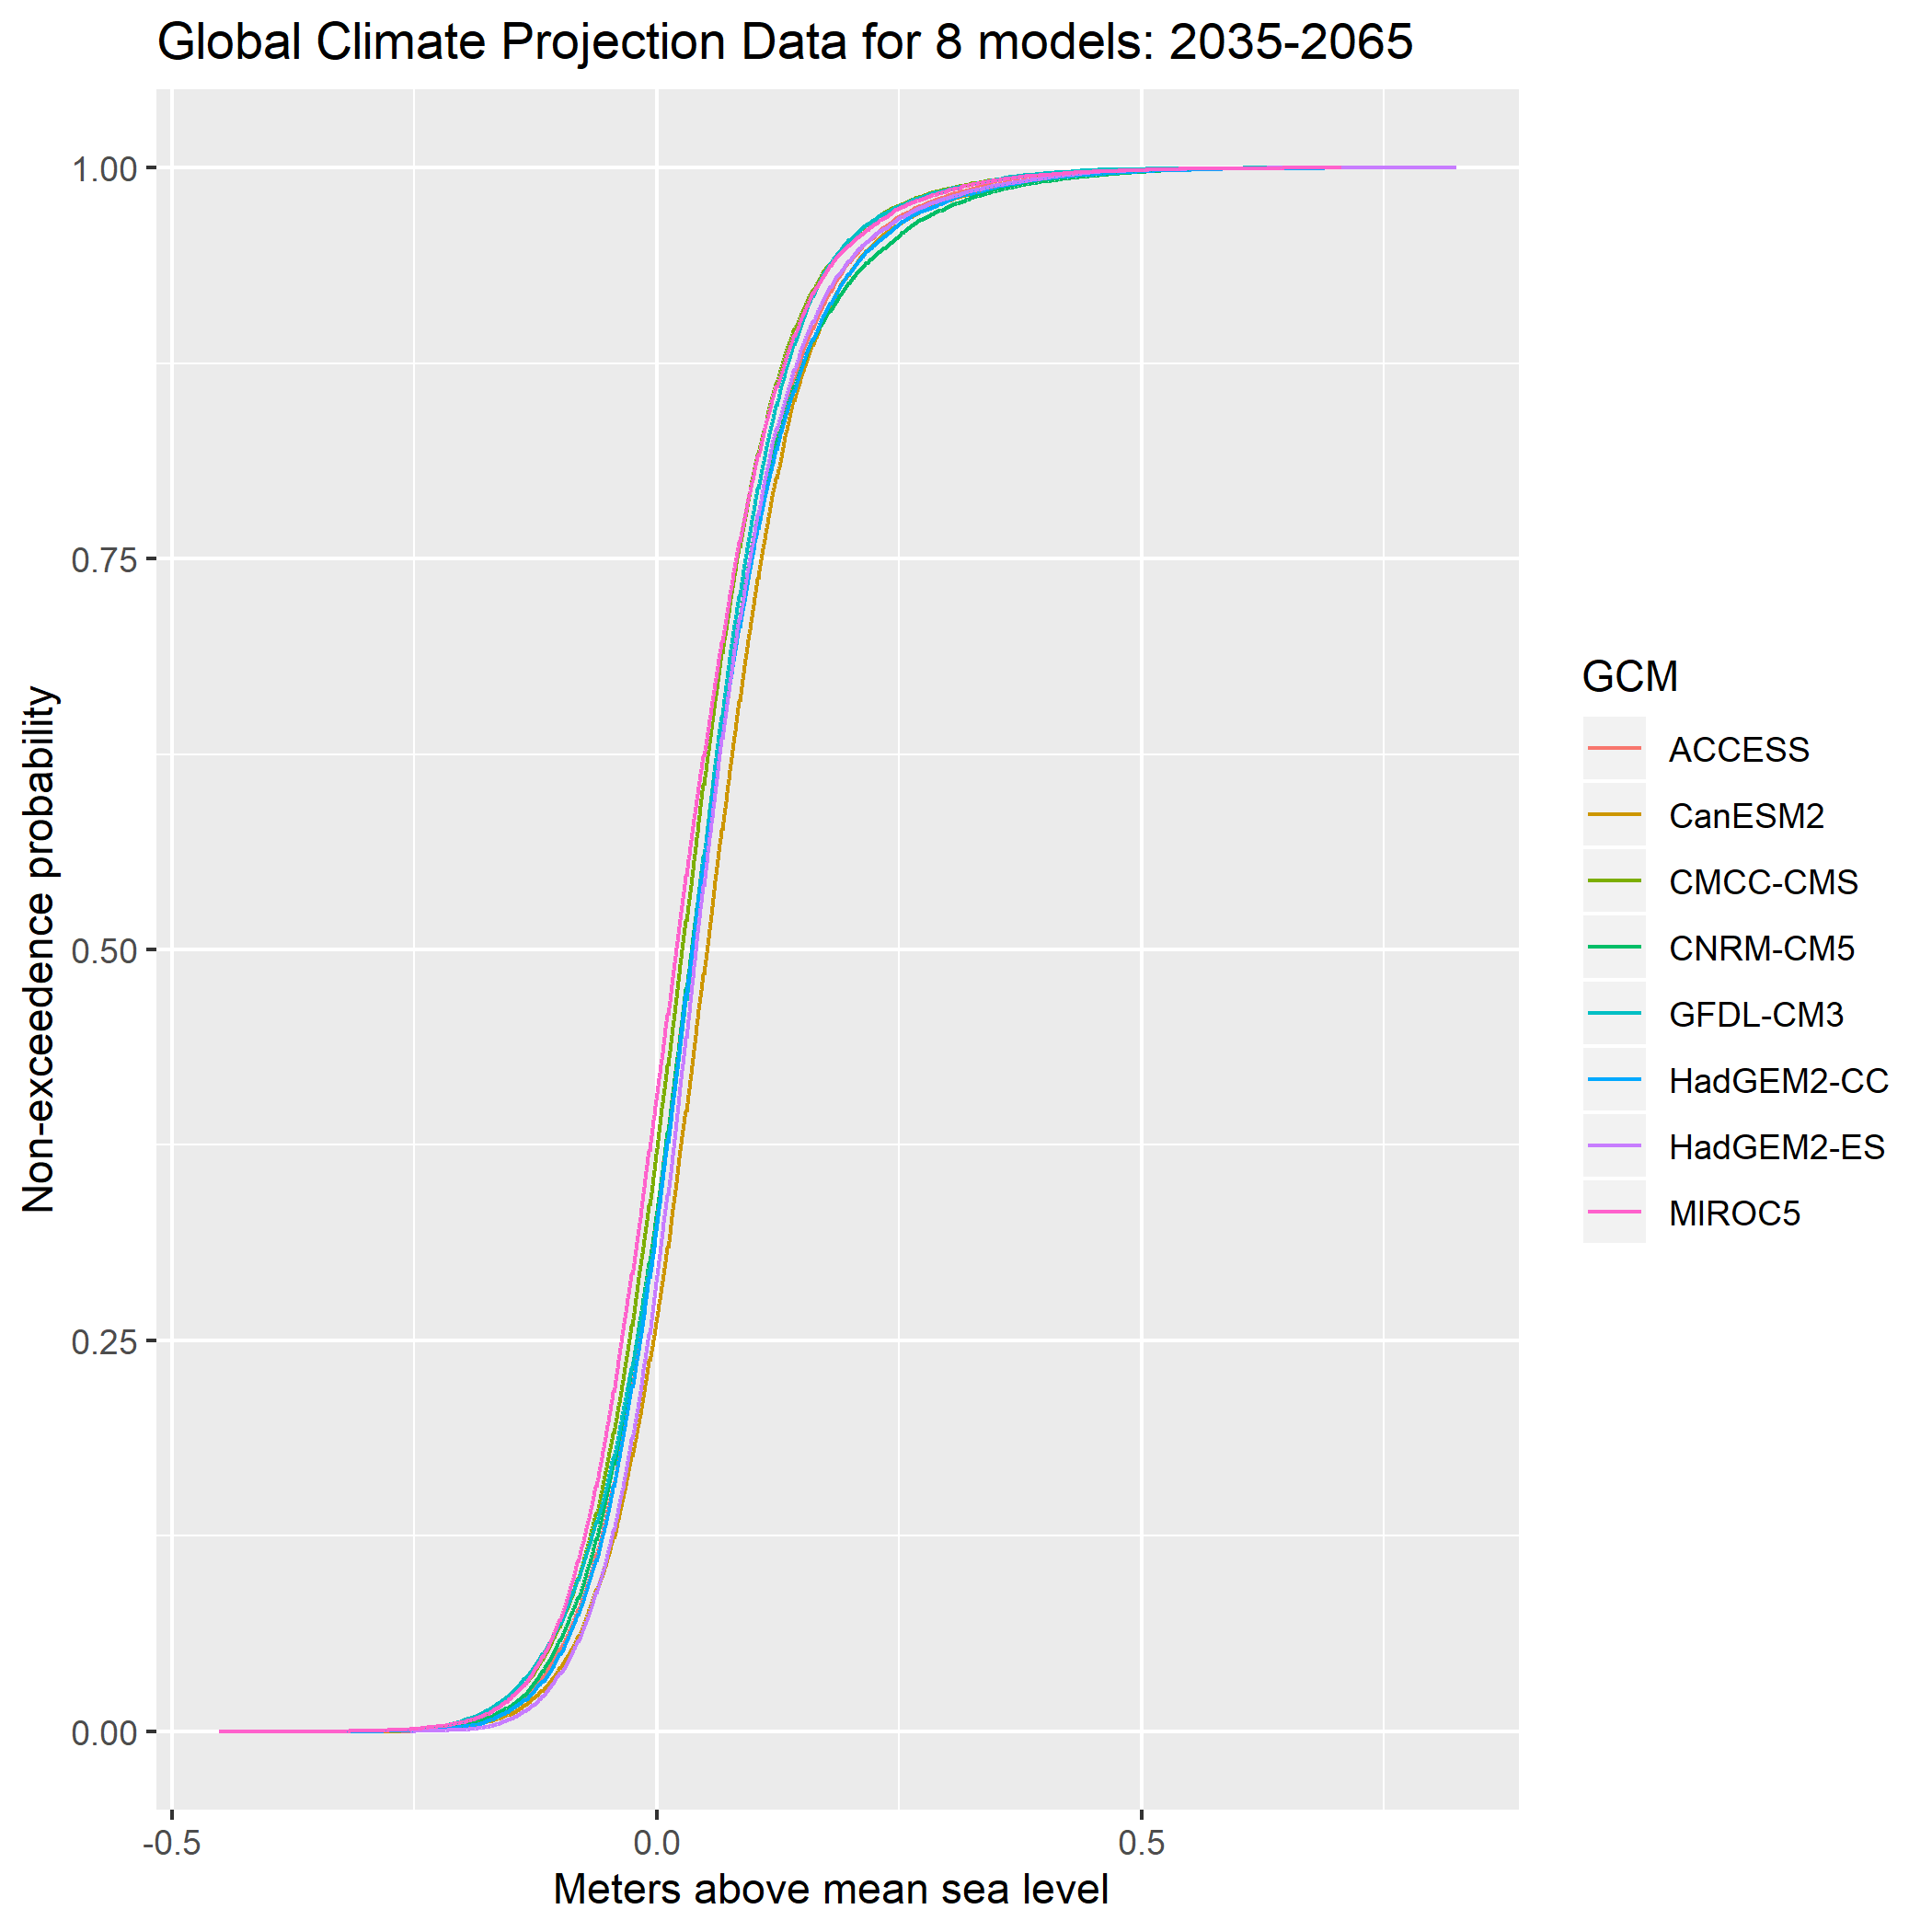 Global Climate Projection Data for 8 models: 2035-2065
Non-exceedence probability
1.00
0.75
0.50
0.25
0.00
-0.5
0.0
0.5
Meters above mean sea level
GCM
ACCESS
CanESM2
CMCC-CMS
CNRM-CM5
GFDL-CM3
HadGEM2-CC
HadGEM2-ES
MIROC5